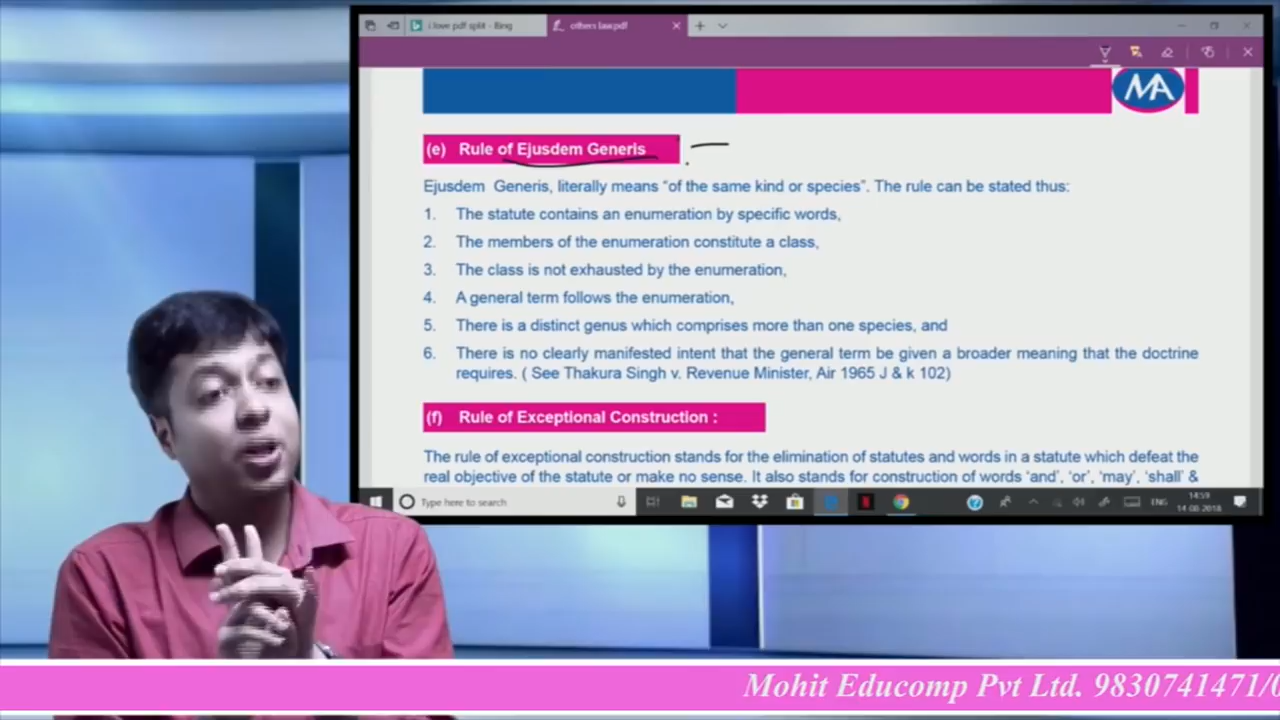 i love pdf split - Bing
others law.pdf
MA
(e) Rule of Ejusdem Generis
Ejusdem Generis, literally means “of the same kind or species”. The rule can be stated thus:
1. The statute contains an enumeration by specific words,
2. The members of the enumeration constitute a class,
3. The class is not exhausted by the enumeration,
4. A general term follows the enumeration,
5. There is a distinct genus which comprises more than one species, and
6. There is no clearly manifested intent that the general term be given a broader meaning that the doctrine
requires. ( See Thakura Singh v. Revenue Minister, Air 1965 J & k 102)
(f) Rule of Exceptional Construction :
The rule of exceptional construction stands for the elimination of statutes and words in a statute which defeat the
real objective of the statute or make no sense. It also stands for construction of words ‘and’, ‘or’, ‘may’, ‘shall’ &
Type here to search
ENG
14:59
14-08-2018
Mohit Educomp Pvt Ltd. 9830741471/0